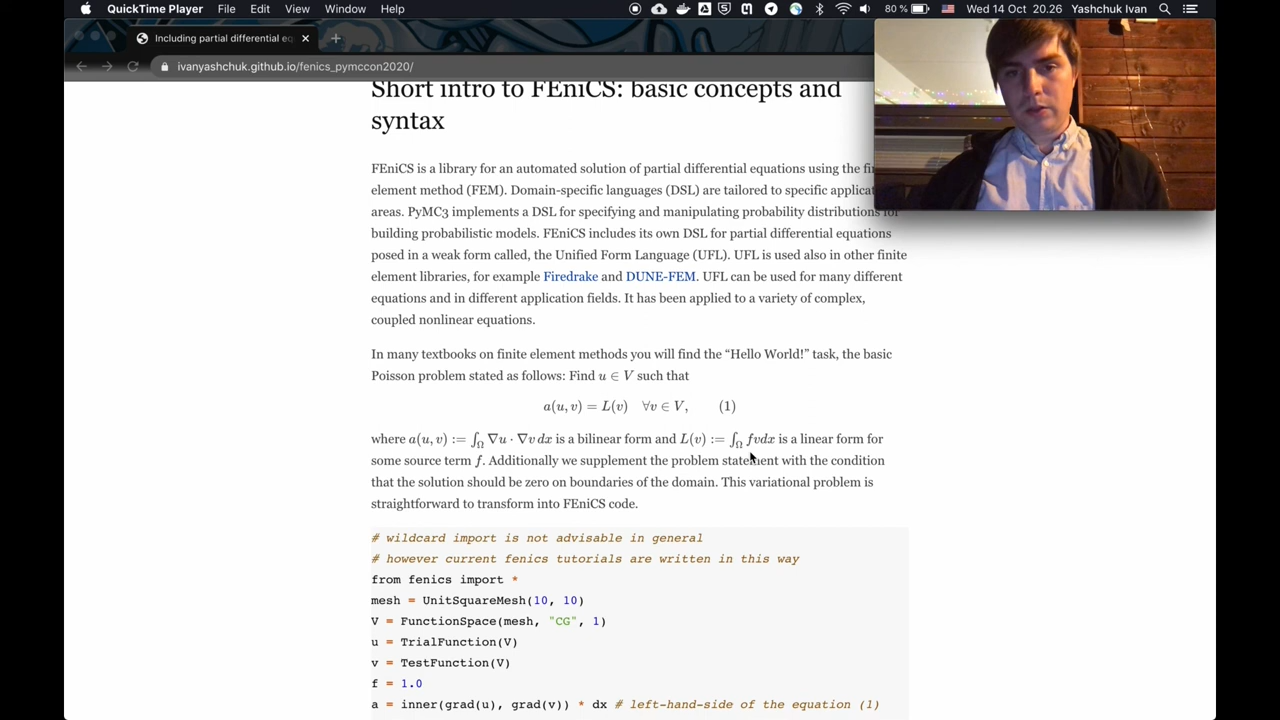 QuickTime Player File Edit View Window Help 80 % Wed 14 Oct 20.26 Yashchuk Ivan
Including partial differential eq
ivanyashchuk.github.io/fenics_pymccon2020/
Short intro to FEniCS: basic concepts and
syntax
FEniCS is a library for an automated solution of partial differential equations using the
element method (FEM). Domain-specific languages (DSL) are tailored to specific
areas. PyMC3 implements a DSL for specifying and manipulating probability distributions for
building probabilistic models. FEniCS includes its own DSL for partial differential equations
posed in a weak form called, the Unified Form Language (UFL). UFL is used also in other finite
element libraries, for example Firedrake and DUNE-FEM. UFL can be used for many different
equations and in different application fields. It has been applied to a variety of complex,
coupled nonlinear equations.
In many textbooks on finite element methods you will find the “Hello World!” task, the basic
Poisson problem stated as follows: Find u ∈ V such that
a(u, v) = L(v) ∀v ∈ V, (1)
where a(u, v) := ∫Ω ∇u · ∇v dx is a bilinear form and L(v) := ∫Ω fvdx is a linear form for
some source term f. Additionally we supplement the problem statement with the condition
that the solution should be zero on boundaries of the domain. This variational problem is
straightforward to transform into FEniCS code.
# wildcard import is not advisable in general
# however current fenics tutorials are written in this way
from fenics import *
mesh = UnitSquareMesh(10, 10)
V = FunctionSpace(mesh, "CG", 1)
u = TrialFunction(V)
v = TestFunction(V)
f = 1.0
a = inner(grad(u), grad(v)) * dx # left-hand-side of the equation (1)